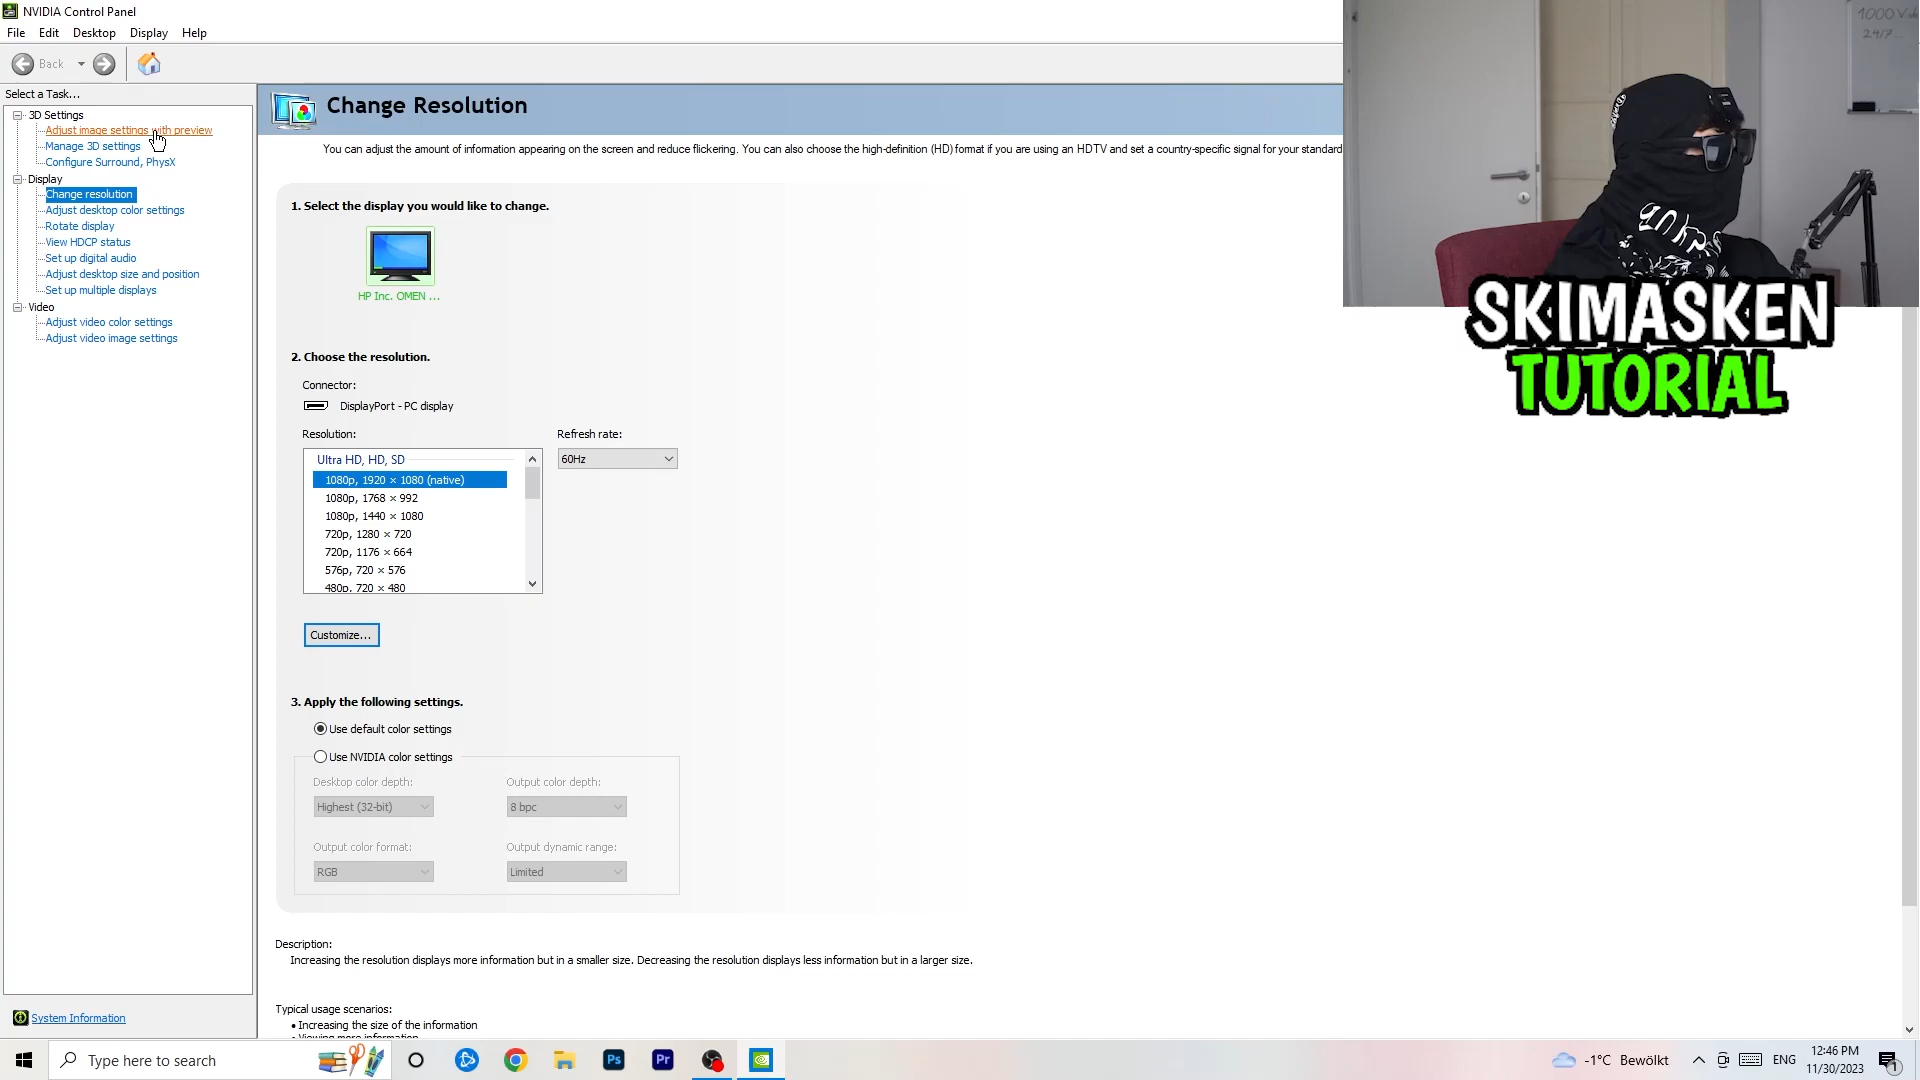 NVIDIA Control Panel
File Edit Desktop Display Help
Back
Select a Task...
3D Settings
Adjust image settings with preview
Manage 3D settings
Configure Surround, PhysX
Display
Change resolution
Adjust desktop color settings
Rotate display
View HDCP status
Set up digital audio
Adjust desktop size and position
Set up multiple displays
Video
Adjust video color settings
Adjust video image settings
System Information
Change Resolution
You can adjust the amount of information appearing on the screen and reduce flickering. You can also choose the high-definition (HD) format if you are using an HDTV and set a country-specific signal for your standard
1. Select the display you would like to change.
HP Inc. OMEN ...
2. Choose the resolution.
Connector:
DisplayPort - PC display
Resolution:
Refresh rate:
Ultra HD, HD, SD
60Hz
1080p, 1920 × 1080 (native)
1080p, 1768 × 992
1080p, 1440 × 1080
720p, 1280 × 720
720p, 1176 × 664
576p, 720 × 576
480p, 720 × 480
Customize...
3. Apply the following settings.
Use default color settings
Use NVIDIA color settings
Desktop color depth:
Output color depth:
Highest (32-bit)
8 bpc
Output color format:
Output dynamic range:
RGB
Limited
Description:
Increasing the resolution displays more information but in a smaller size. Decreasing the resolution displays less information but in a larger size.
Typical usage scenarios:
• Increasing the size of the information
• Viewing more information
1000 V
24/7
SKIMASKEN
TUTORIAL
Type here to search
Ps
Pr
-1°C Bewölkt
ENG
12:46 PM
11/30/2023
1